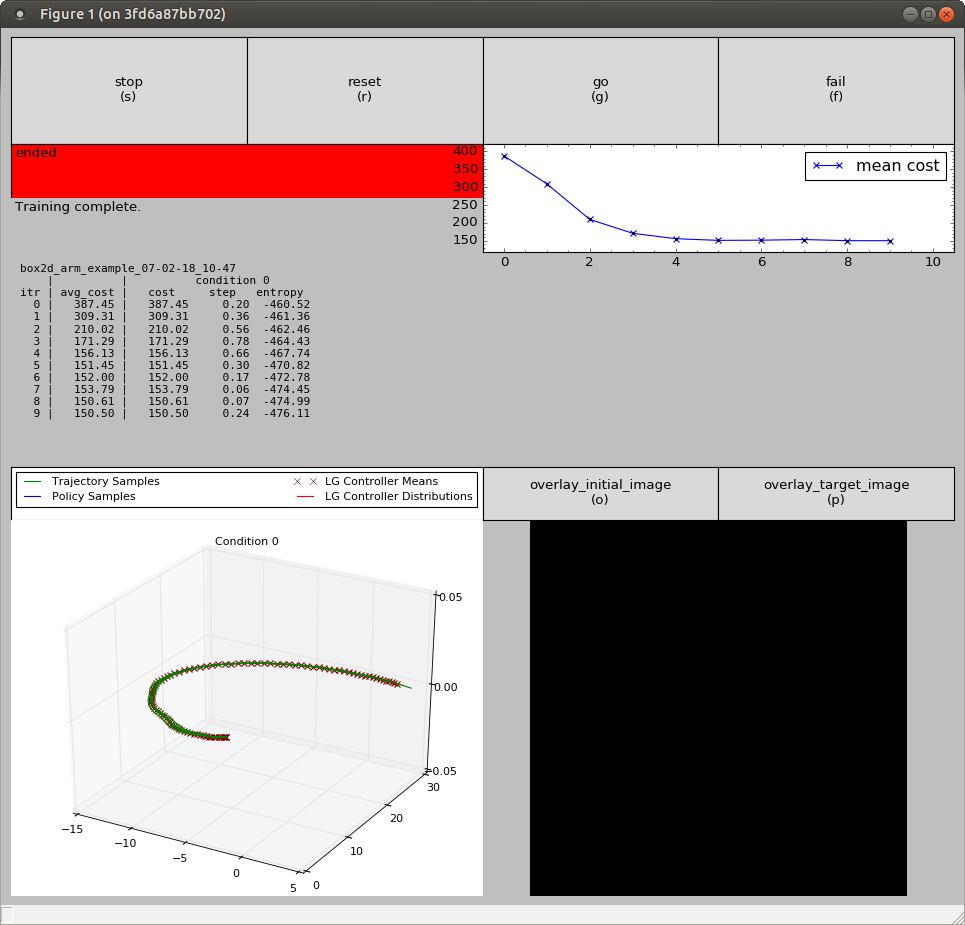 Figure 1 (on 3fd6a87bb702)
stop
(s)
reset
(r)
go
(g)
fail
(f)
ended
Training complete.
400
350
300
250
200
150
mean cost
0 2 4 6 8 10
box2d_arm_example_07-02-18_10-47
| | condition 0
itr | avg_cost | cost step entropy
0 | 387.45 | 387.45 0.20 -460.52
1 | 309.31 | 309.31 0.36 -461.36
2 | 210.02 | 210.02 0.56 -462.46
3 | 171.29 | 171.29 0.78 -464.43
4 | 156.13 | 156.13 0.66 -467.74
5 | 151.45 | 151.45 0.30 -470.82
6 | 152.00 | 152.00 0.17 -472.78
7 | 153.79 | 153.79 0.06 -474.45
8 | 150.61 | 150.61 0.07 -474.99
9 | 150.50 | 150.50 0.24 -476.11
Trajectory Samples
Policy Samples
LG Controller Means
LG Controller Distributions
overlay_initial_image
(o)
overlay_target_image
(p)
Condition 0
0.05
0.00
−0.05
30
20
10
0
−15
−10
−5
0
5